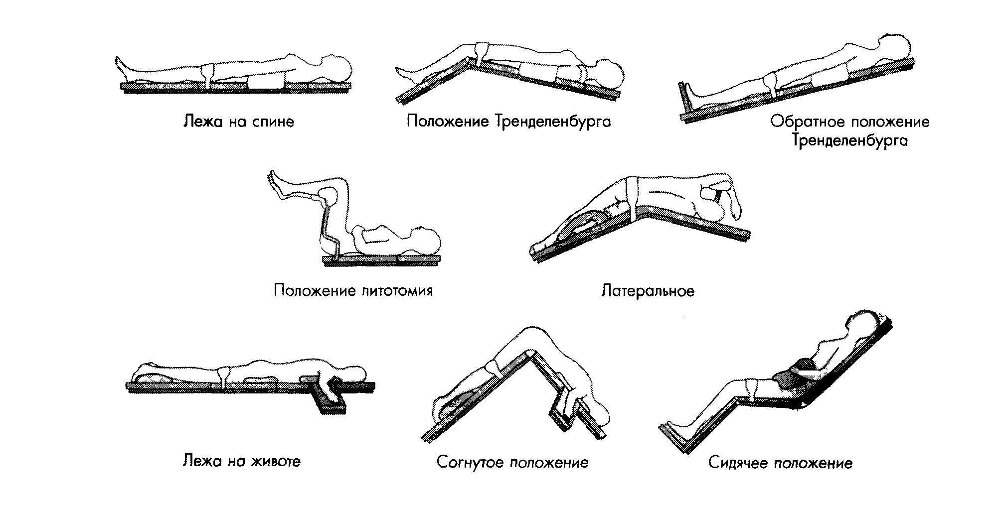 Лежа на спине
Положение Тренделенбурга
Обратное положение
Тренделенбурга
Положение литотомия
Латеральное
Лежа на животе
Согнутое положение
Сидячее положение